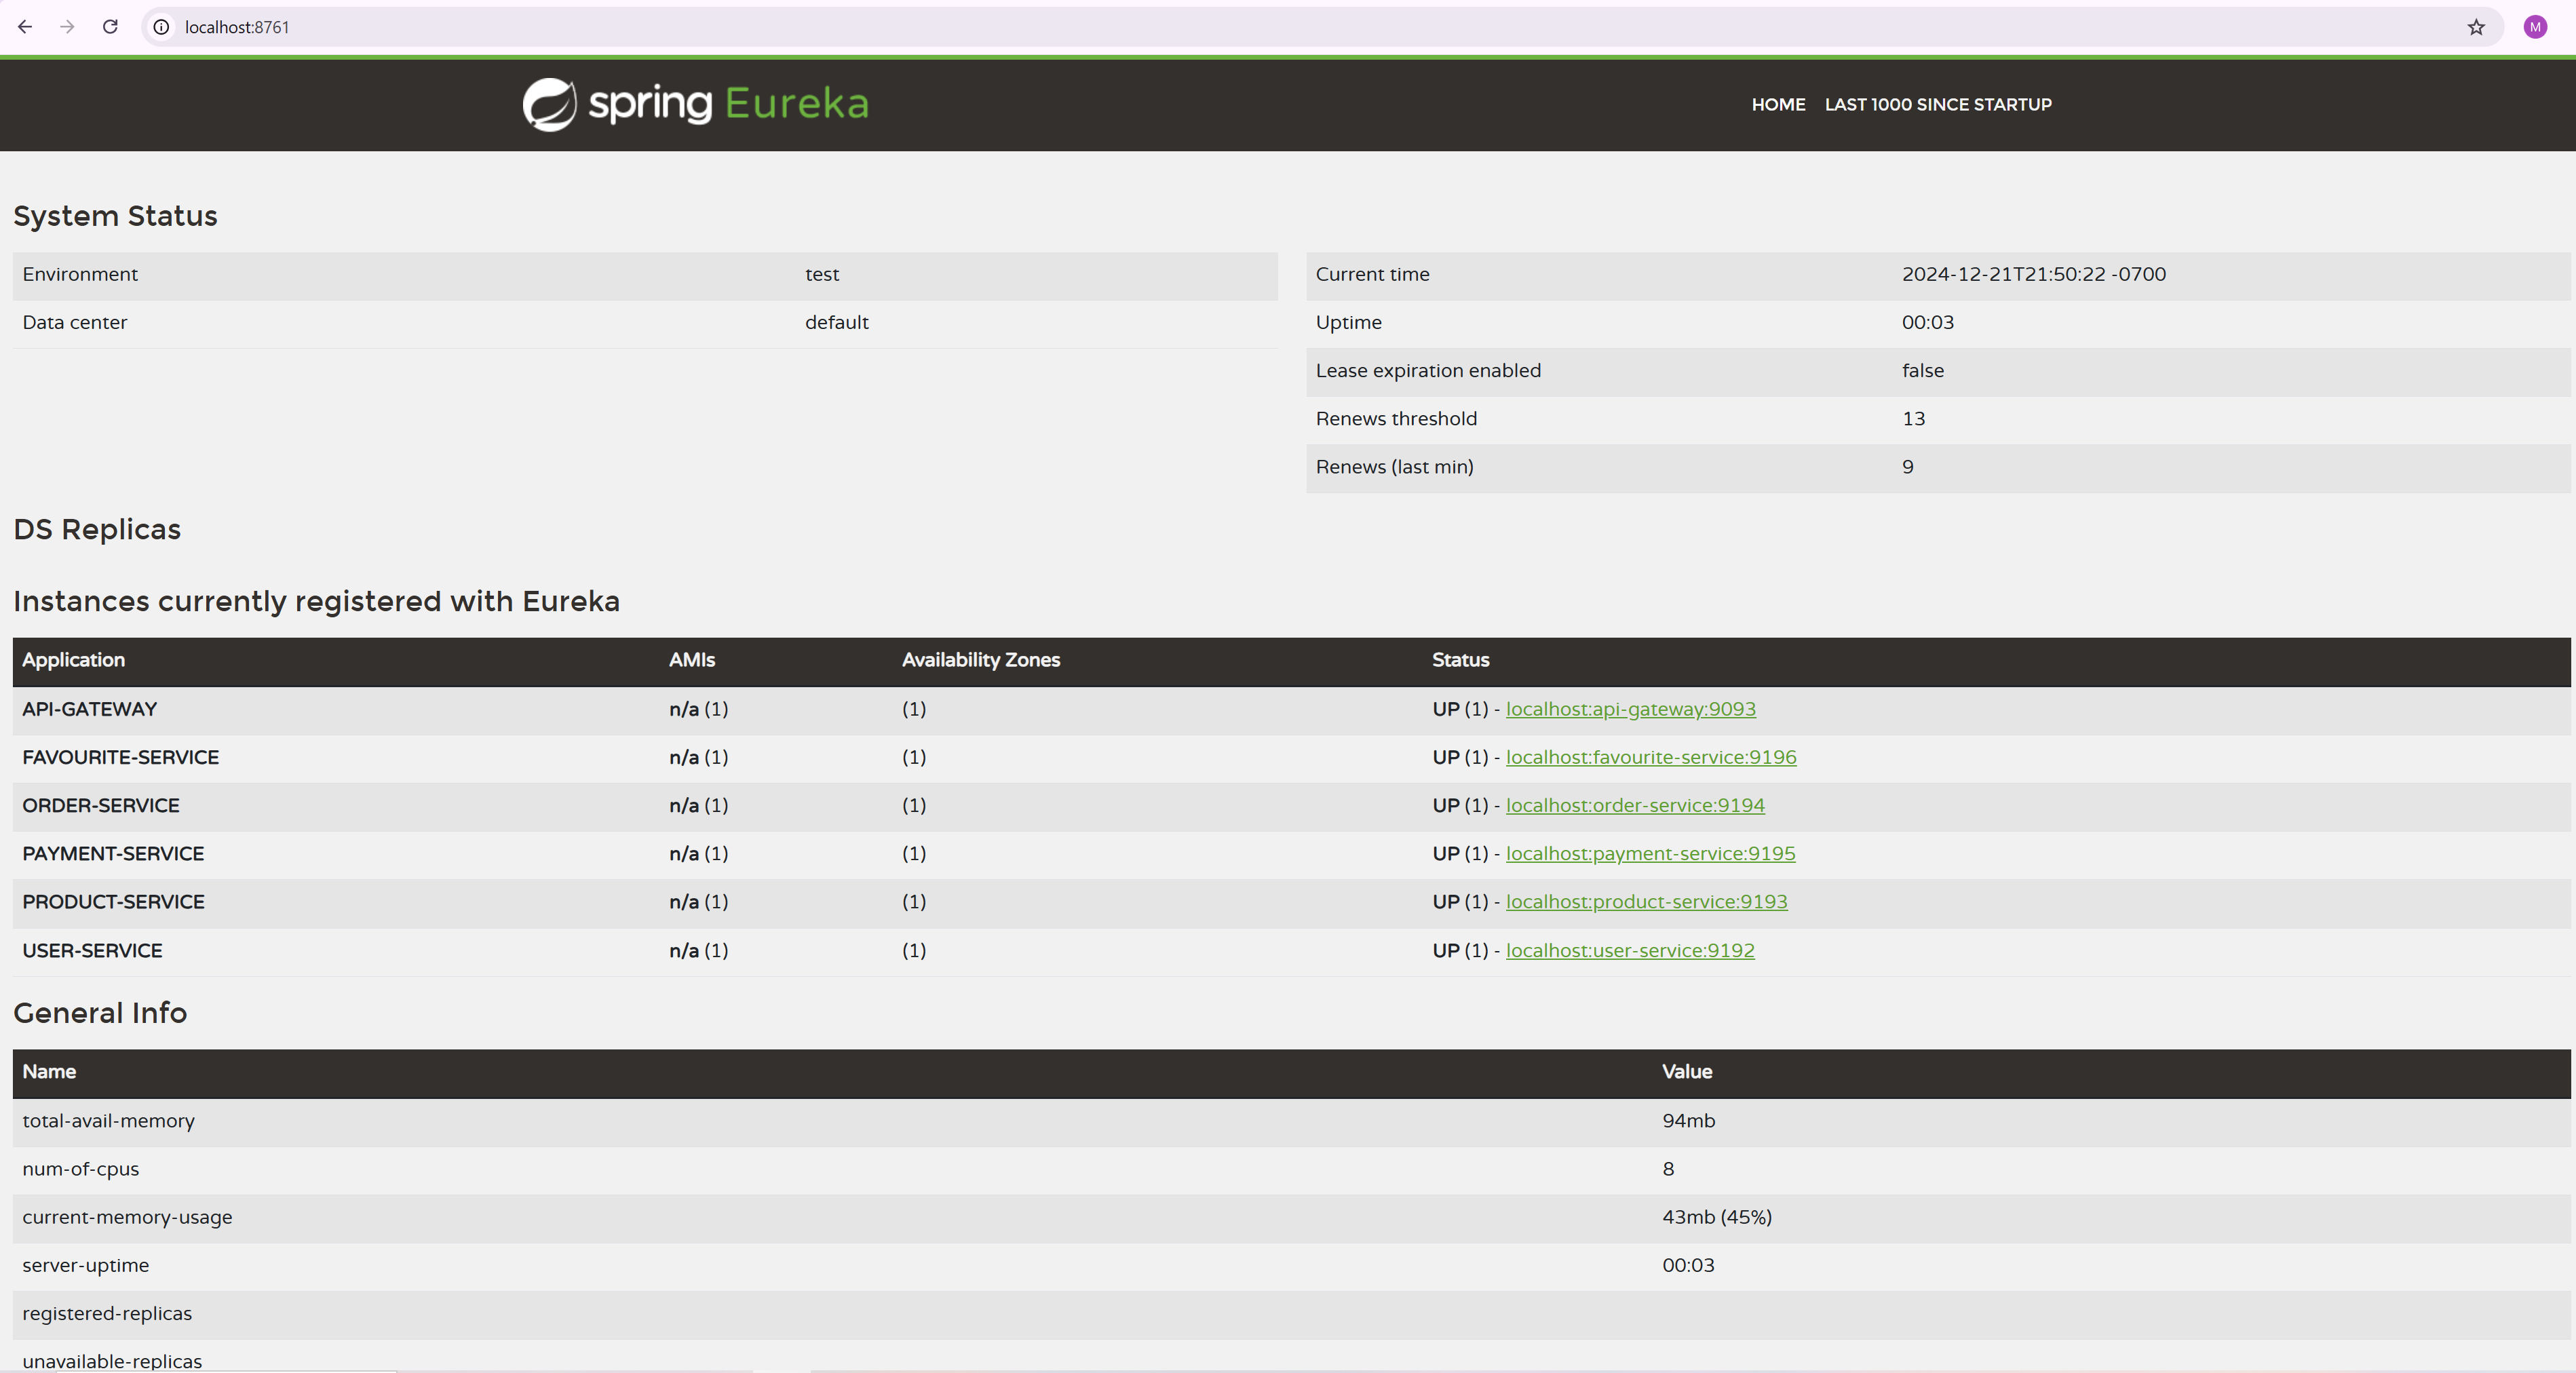 localhost:8761
M
spring Eureka
HOME LAST 1000 SINCE STARTUP
System Status
Environment test
Data center default
Current time 2024-12-21T21:50:22 -0700
Uptime 00:03
Lease expiration enabled false
Renews threshold 13
Renews (last min) 9
DS Replicas
Instances currently registered with Eureka
Application AMIs Availability Zones Status
API-GATEWAY n/a (1) (1) UP (1) - localhost:api-gateway:9093
FAVOURITE-SERVICE n/a (1) (1) UP (1) - localhost:favourite-service:9196
ORDER-SERVICE n/a (1) (1) UP (1) - localhost:order-service:9194
PAYMENT-SERVICE n/a (1) (1) UP (1) - localhost:payment-service:9195
PRODUCT-SERVICE n/a (1) (1) UP (1) - localhost:product-service:9193
USER-SERVICE n/a (1) (1) UP (1) - localhost:user-service:9192
General Info
Name Value
total-avail-memory 94mb
num-of-cpus 8
current-memory-usage 43mb (45%)
server-uptime 00:03
registered-replicas
unavailable-replicas